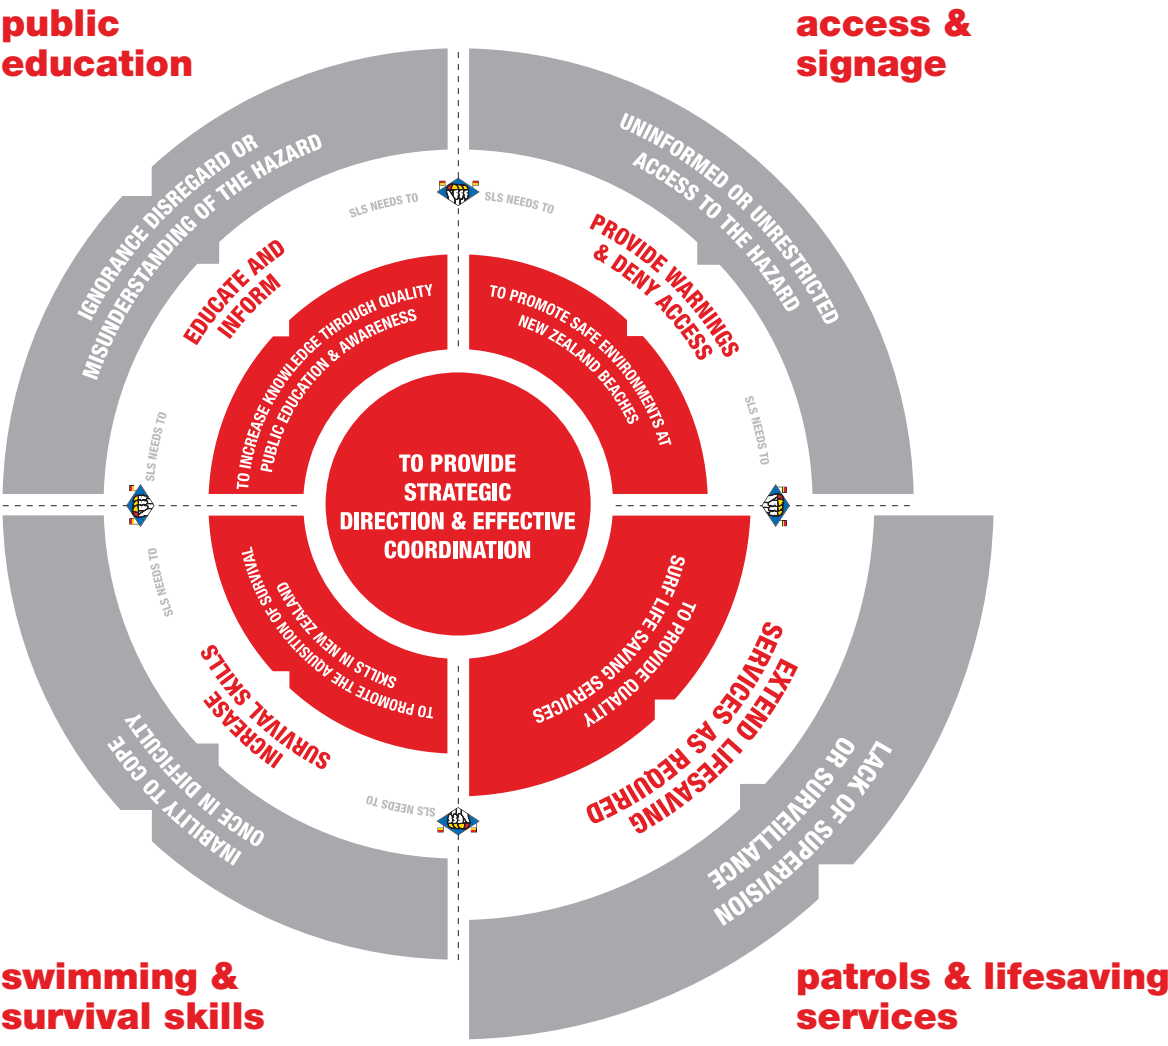 public
education
access &
signage
IGNORANCE DISREGARD OR
MISUNDERSTANDING OF THE HAZARD
UNINFORMED OR UNRESTRICTED
ACCESS TO THE HAZARD
SLS NEEDS TO
SLS NEEDS TO
EDUCATE AND
INFORM
PROVIDE WARNINGS
& DENY ACCESS
TO INCREASE KNOWLEDGE THROUGH QUALITY
PUBLIC EDUCATION & AWARENESS
TO PROMOTE SAFE ENVIRONMENTS AT
NEW ZEALAND BEACHES
SLS NEEDS TO
SLS NEEDS TO
TO PROVIDE
STRATEGIC
DIRECTION & EFFECTIVE
COORDINATION
SLS NEEDS TO
TO PROMOTE THE AQUISITION OF SURVIVAL
SKILLS IN NEW ZEALAND
TO PROVIDE QUALITY
SURF LIFE SAVING SERVICES
INCREASE
SURVIVAL SKILLS
EXTEND LIFESAVING
SERVICES AS REQUIRED
SLS NEEDS TO
INABILITY TO COPE
ONCE IN DIFFICULTY
LACK OF SUPERVISION
OR SURVEILLANCE
swimming &
survival skills
patrols & lifesaving
services